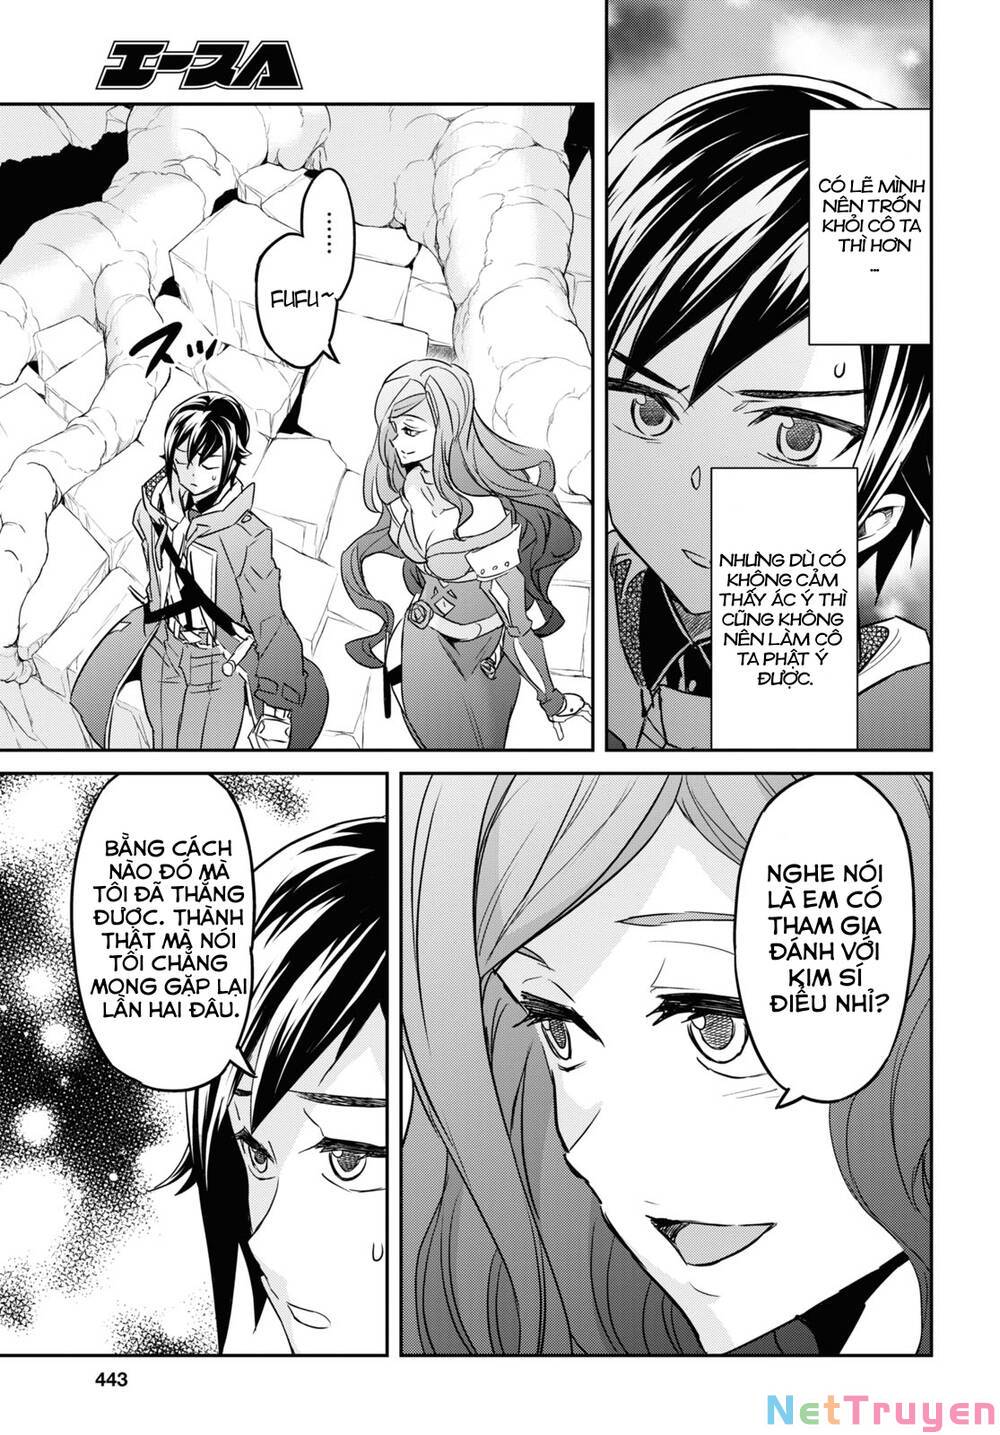 エースA
CÓ LẼ MÌNH
NÊN TRỐN
KHỎI CÔ TA
THÌ HƠN
...
NHƯNG DÙ CÓ
KHÔNG CẢM
THẤY ÁC Ý THÌ
CŨNG KHÔNG
NÊN LÀM CÔ
TA PHẬT Ý
ĐƯỢC.
……
FUFU~
ズッ
NGHE NÓI
LÀ EM CÓ
THAM GIA
ĐÁNH VỚI
KIM SÍ
ĐIỂU NHỈ?
BẰNG CÁCH
NÀO ĐÓ MÀ
TÔI ĐÃ THẮNG
ĐƯỢC. THÀNH
THẬT MÀ NÓI
TÔI CHẲNG
MONG GẶP LẠI
LẦN HAI ĐÂU.
443
NetTruyen